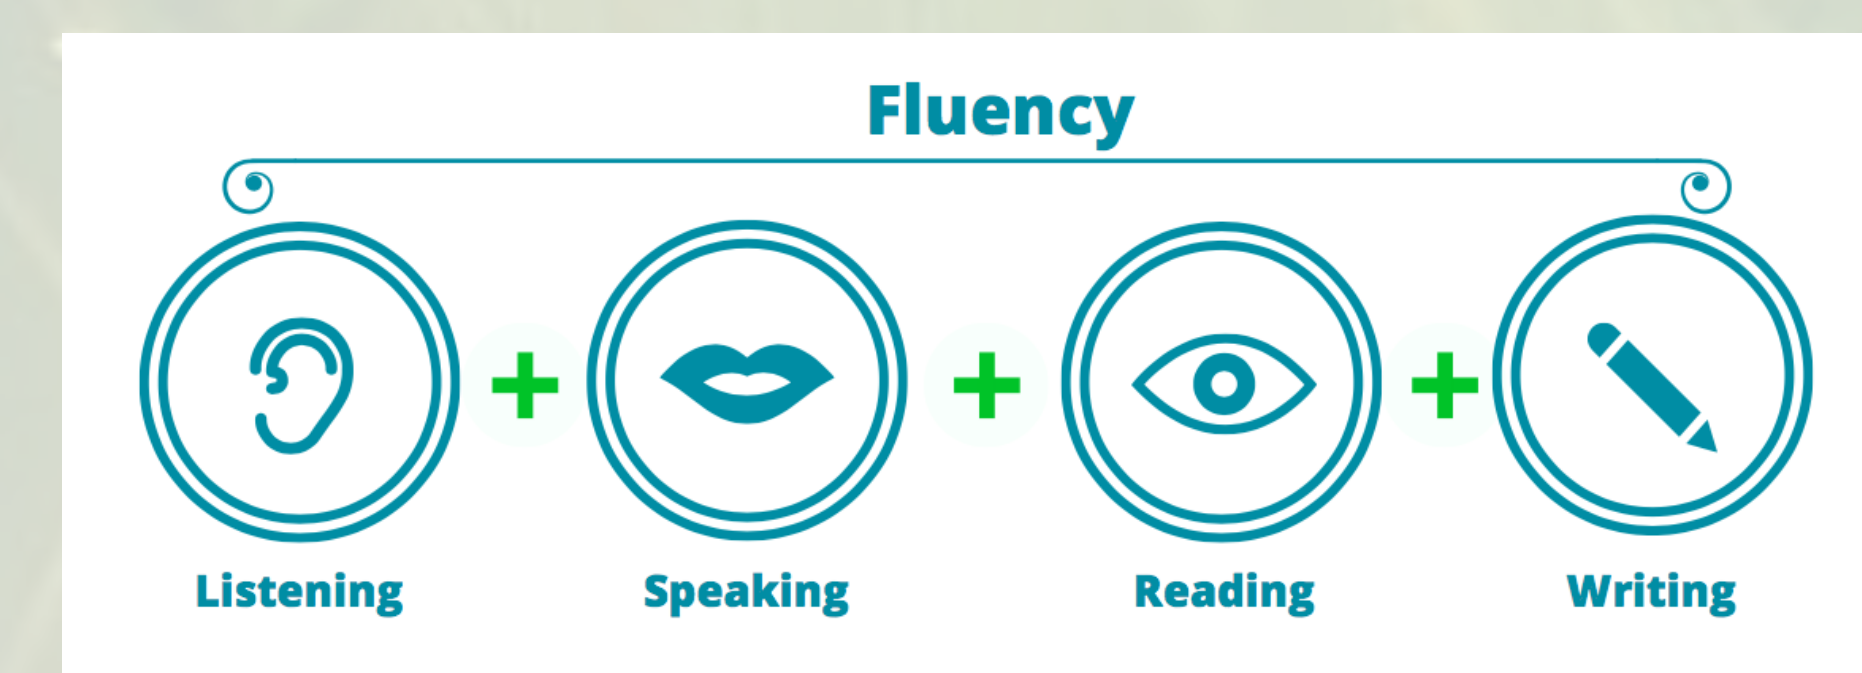 Fluency
Listening + Speaking + Reading + Writing